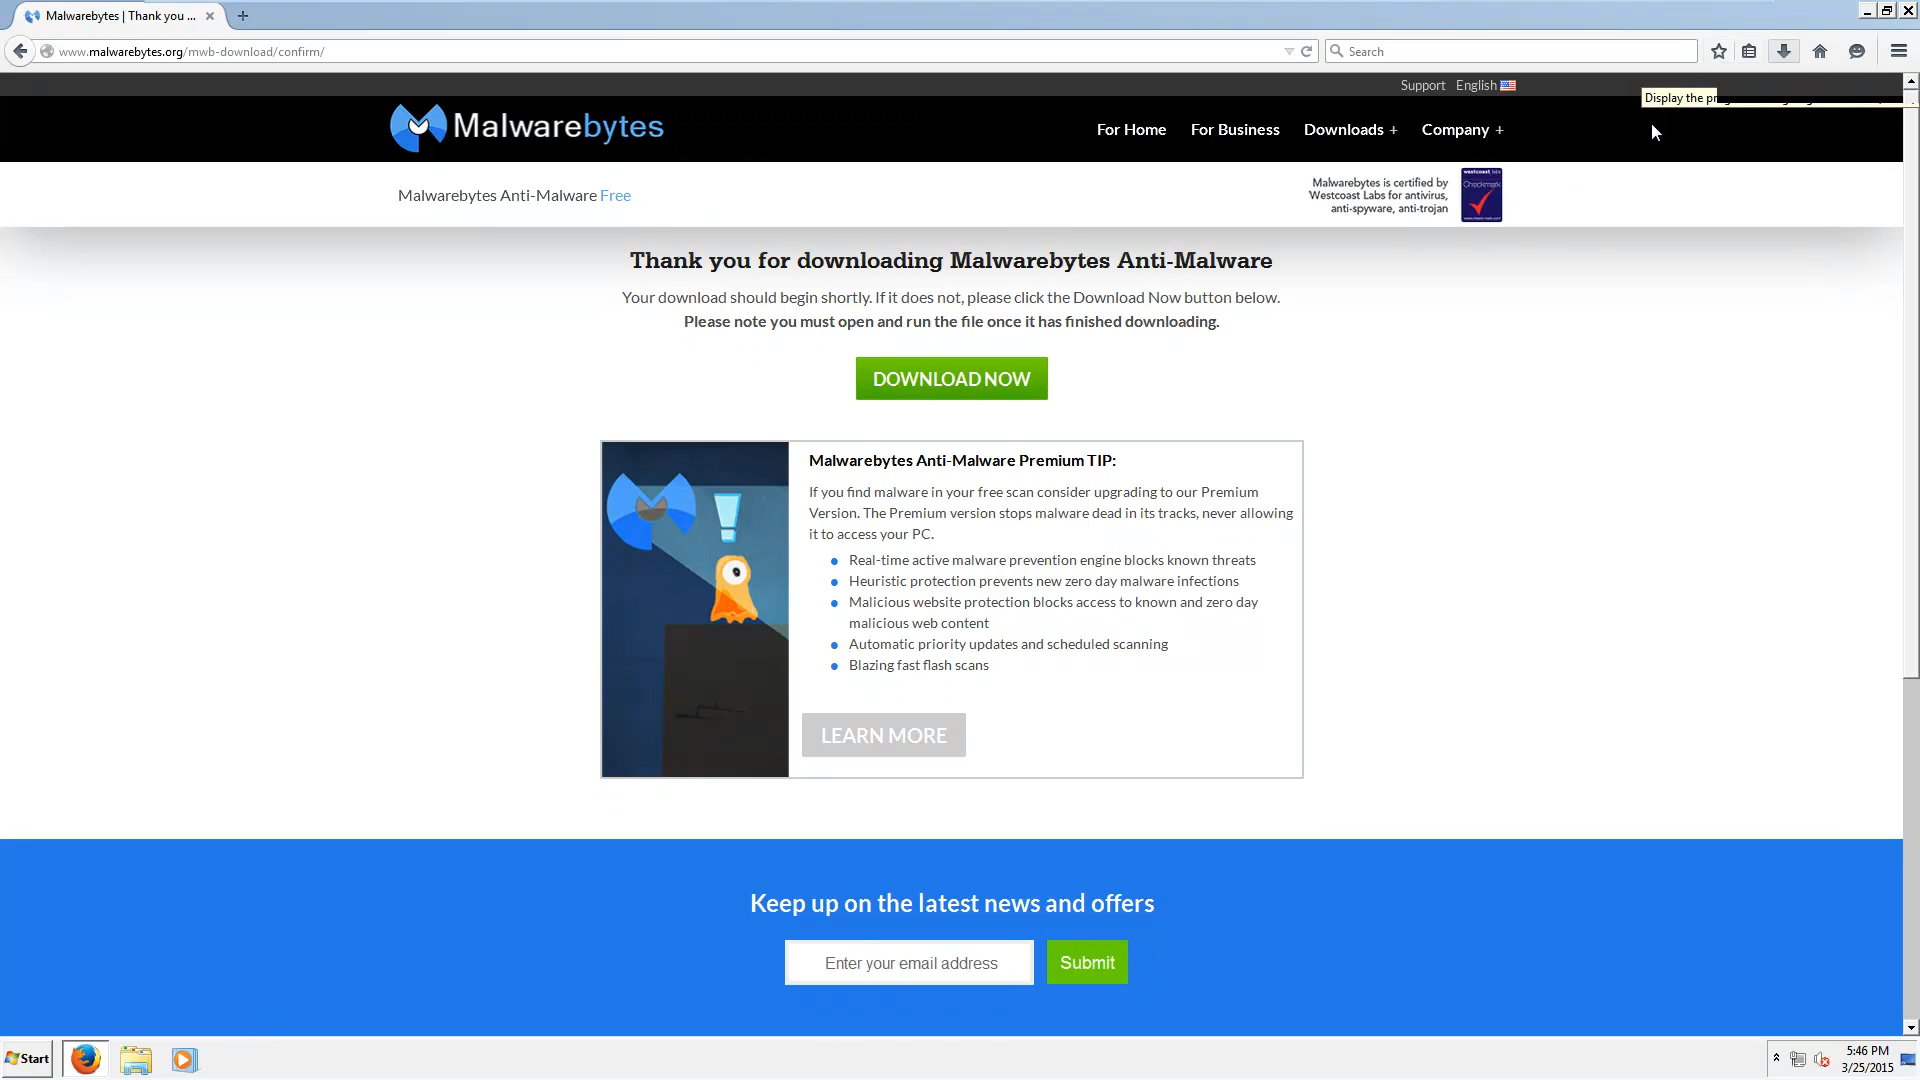 Malwarebytes | Thank you ...
www.malwarebytes.org/mwb-download/confirm/
Search
Support English
Display the
Malwarebytes
For Home For Business Downloads + Company +
Malwarebytes Anti-Malware Free
Malwarebytes is certified by
Westcoast Labs for antivirus,
anti-spyware, anti-trojan
westcoast labs
Checkmark
Thank you for downloading Malwarebytes Anti-Malware
Your download should begin shortly. If it does not, please click the Download Now button below.
Please note you must open and run the file once it has finished downloading.
DOWNLOAD NOW
Malwarebytes Anti-Malware Premium TIP:
If you find malware in your free scan consider upgrading to our Premium
Version. The Premium version stops malware dead in its tracks, never allowing
it to access your PC.
Real-time active malware prevention engine blocks known threats
Heuristic protection prevents new zero day malware infections
Malicious website protection blocks access to known and zero day
malicious web content
Automatic priority updates and scheduled scanning
Blazing fast flash scans
LEARN MORE
Keep up on the latest news and offers
Enter your email address
Submit
Start
5:46 PM
3/25/2015